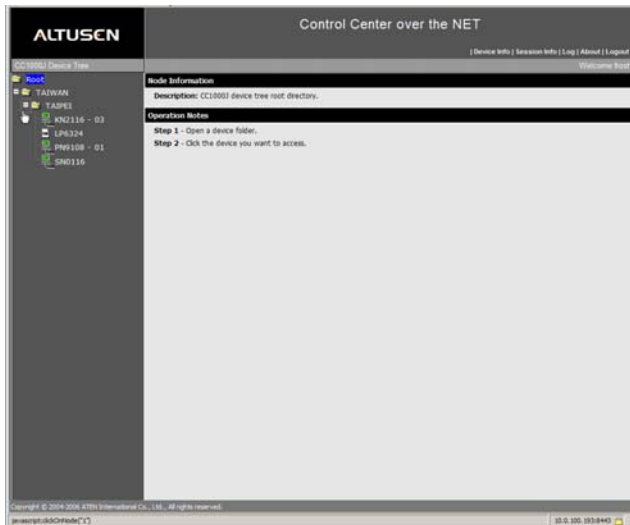 ALTUSEN
Control Center over the NET
| Device Info | Session Info | Log | About | Logout
CC1000J Device Tree
Welcome frost
Root
TAIWAN
TAIPEI
KN2116 - 03
LP6324
PN9108 - 01
SN0116
Node Information
Description: CC1000J device tree root directory.
Operation Notes
Step 1 - Open a device folder.
Step 2 - Click the device you want to access.
Copyright © 2004-2006 ATEN International Co., Ltd., All rights reserved.
javascript:clickOnNode("1")
10.0.100.193:8443